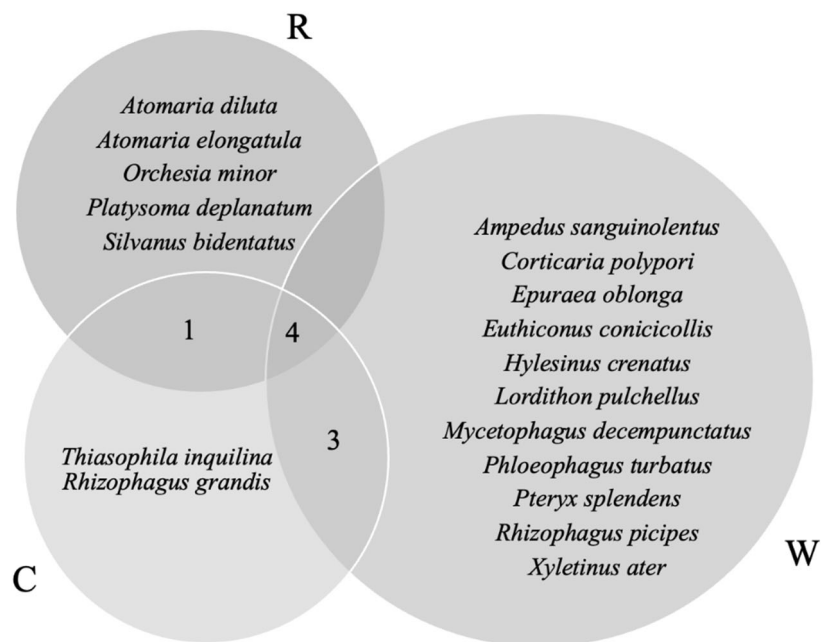 R
Atomaria diluta
Atomaria elongatula
Orchesia minor
Platysoma deplanatum
Silvanus bidentatus
1
4
3
Thiasophila inquilina
Rhizophagus grandis
C
Ampedus sanguinolentus
Corticaria polypori
Epuraea oblonga
Euthiconus conicicollis
Hylesinus crenatus
Lordithon pulchellus
Mycetophagus decempunctatus
Phloeophagus turbatus
Pteryx splendens
Rhizophagus picipes
Xyletinus ater
W